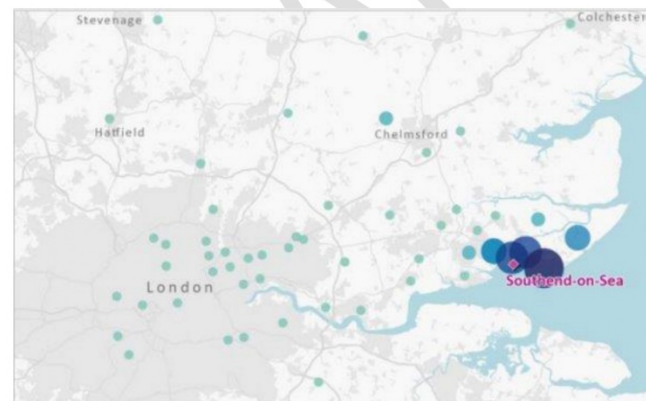 Stevenage
Colchester
Hatfield
Chelmsford
London
Southend-on-Sea